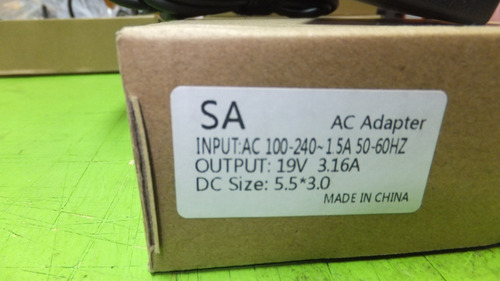 SA AC Adapter
INPUT:AC 100-240~1.5A 50-60HZ
OUTPUT: 19V 3.16A
DC Size: 5.5*3.0
MADE IN CHINA